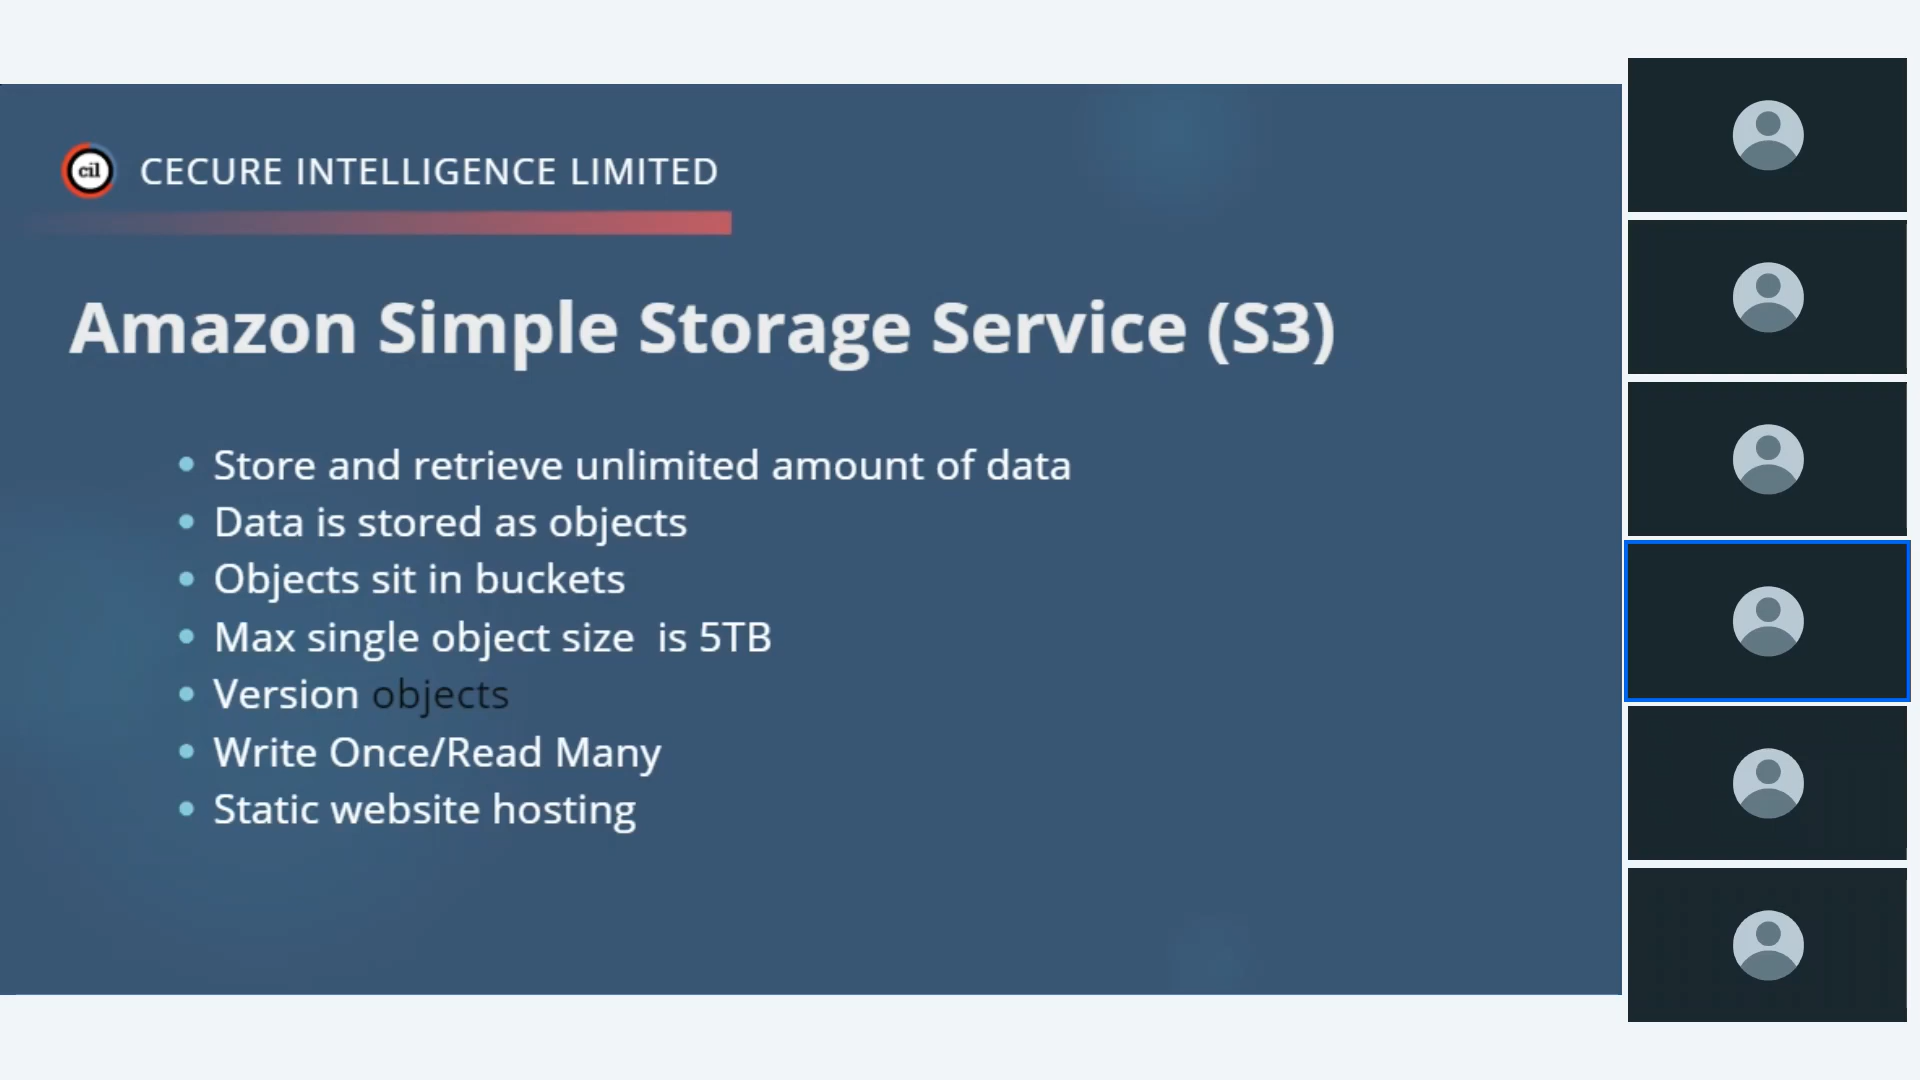 cil CECURE INTELLIGENCE LIMITED
Amazon Simple Storage Service (S3)
• Store and retrieve unlimited amount of data
• Data is stored as objects
• Objects sit in buckets
• Max single object size  is 5TB
• Version objects
• Write Once/Read Many
• Static website hosting